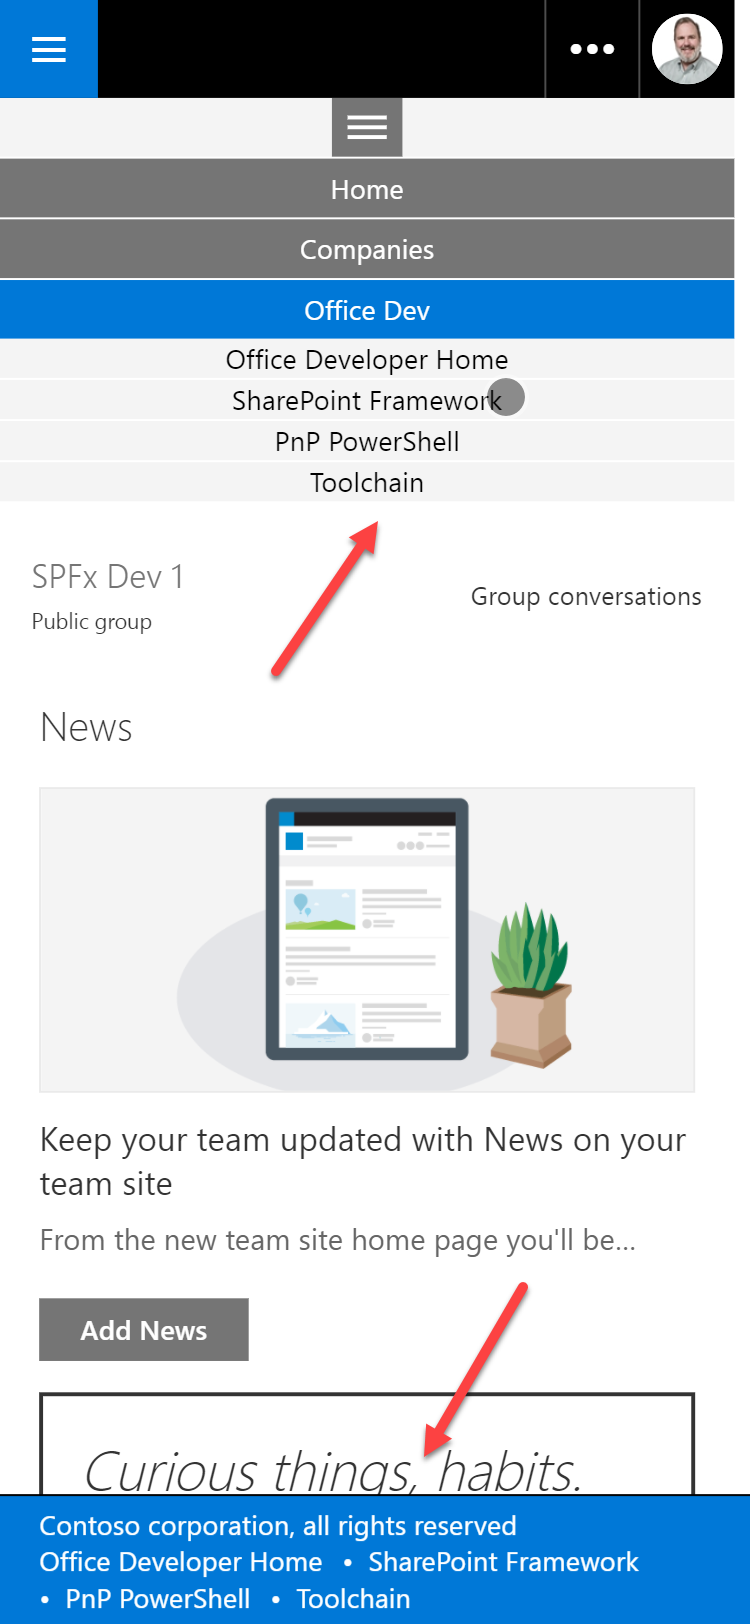 Home
Companies
Office Dev
Office Developer Home
SharePoint Framework
PnP PowerShell
Toolchain
SPFx Dev 1
Public group
Group conversations
News
Keep your team updated with News on your
team site
From the new team site home page you'll be...
Add News
Curious things, habits.
Contoso corporation, all rights reserved
Office Developer Home • SharePoint Framework
• PnP PowerShell • Toolchain